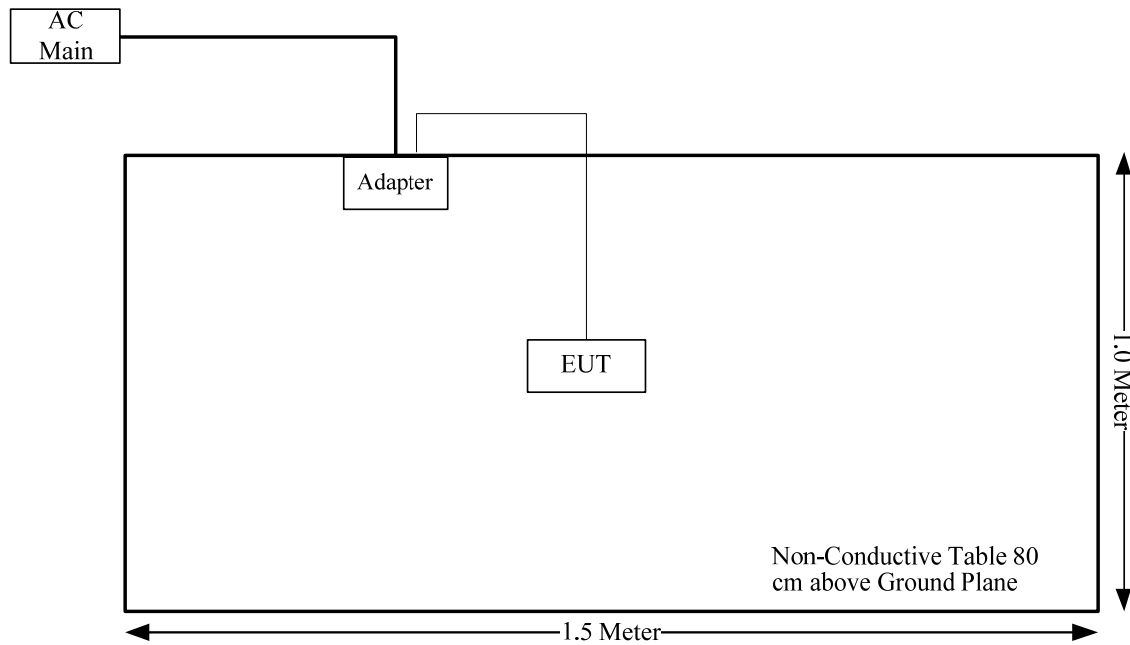 AC
Main
Adapter
EUT
1.0 Meter
Non-Conductive Table 80
cm above Ground Plane
1.5 Meter